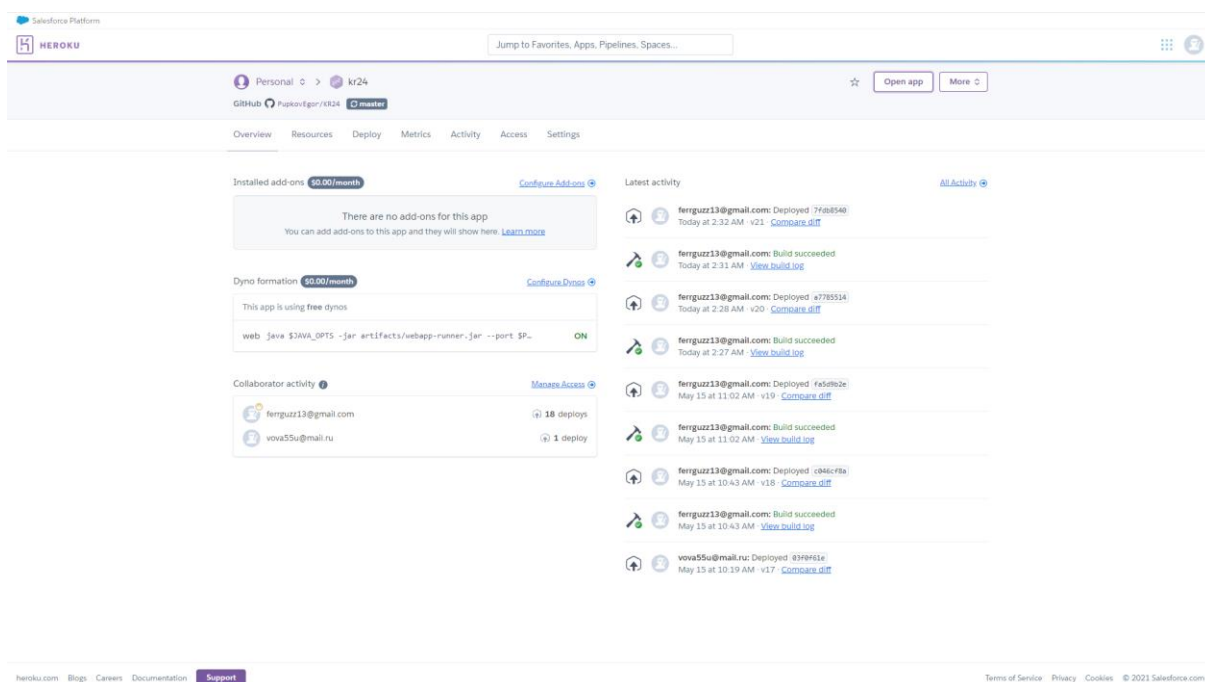 Salesforce Platform
HEROKU
Jump to Favorites, Apps, Pipelines, Spaces...
Personal > kr24
Open app
More
GitHub PupkovEgor/KR24 master
Overview Resources Deploy Metrics Activity Access Settings
Installed add-ons $0.00/month
Configure Add-ons
There are no add-ons for this app
You can add add-ons to this app and they will show here. Learn more
Dyno formation $0.00/month
Configure Dynos
This app is using free dynos
web java $JAVA_OPTS -jar artifacts/webapp-runner.jar --port $P… ON
Collaborator activity
Manage Access
ferrguzz13@gmail.com 18 deploys
vova55u@mail.ru 1 deploy
Latest activity
All Activity
ferrguzz13@gmail.com: Deployed 7fdb8540
Today at 2:32 AM · v21 · Compare diff
ferrguzz13@gmail.com: Build succeeded
Today at 2:31 AM · View build log
ferrguzz13@gmail.com: Deployed a7785514
Today at 2:28 AM · v20 · Compare diff
ferrguzz13@gmail.com: Build succeeded
Today at 2:27 AM · View build log
ferrguzz13@gmail.com: Deployed fa5d9b2e
May 15 at 11:02 AM · v19 · Compare diff
ferrguzz13@gmail.com: Build succeeded
May 15 at 11:02 AM · View build log
ferrguzz13@gmail.com: Deployed c046cf8a
May 15 at 10:43 AM · v18 · Compare diff
ferrguzz13@gmail.com: Build succeeded
May 15 at 10:43 AM · View build log
vova55u@mail.ru: Deployed 03f0f61e
May 15 at 10:19 AM · v17 · Compare diff
heroku.com Blogs Careers Documentation Support
Terms of Service Privacy Cookies © 2021 Salesforce.com